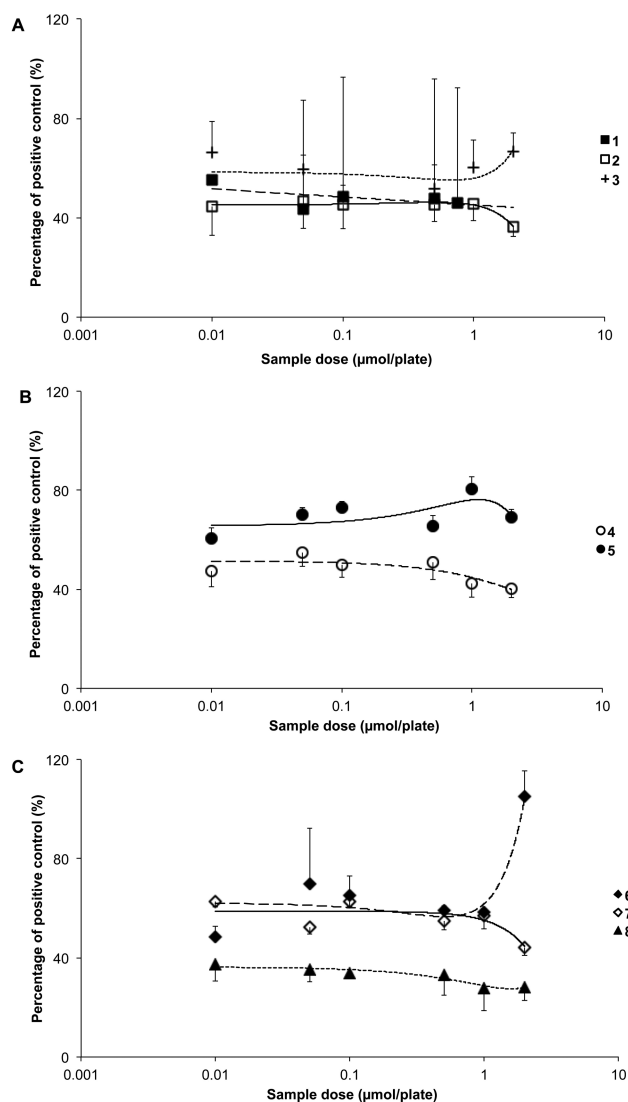 A
120
80
40
0
Percentage of positive control (%)
0.001 0.01 0.1 1 10
Sample dose (µmol/plate)
1
2
3
B
120
80
40
0
Percentage of positive control (%)
0.001 0.01 0.1 1 10
Sample dose (µmol/plate)
4
5
C
120
80
40
0
Percentage of positive control (%)
0.001 0.01 0.1 1 10
Sample dose (µmol/plate)
6
7
8